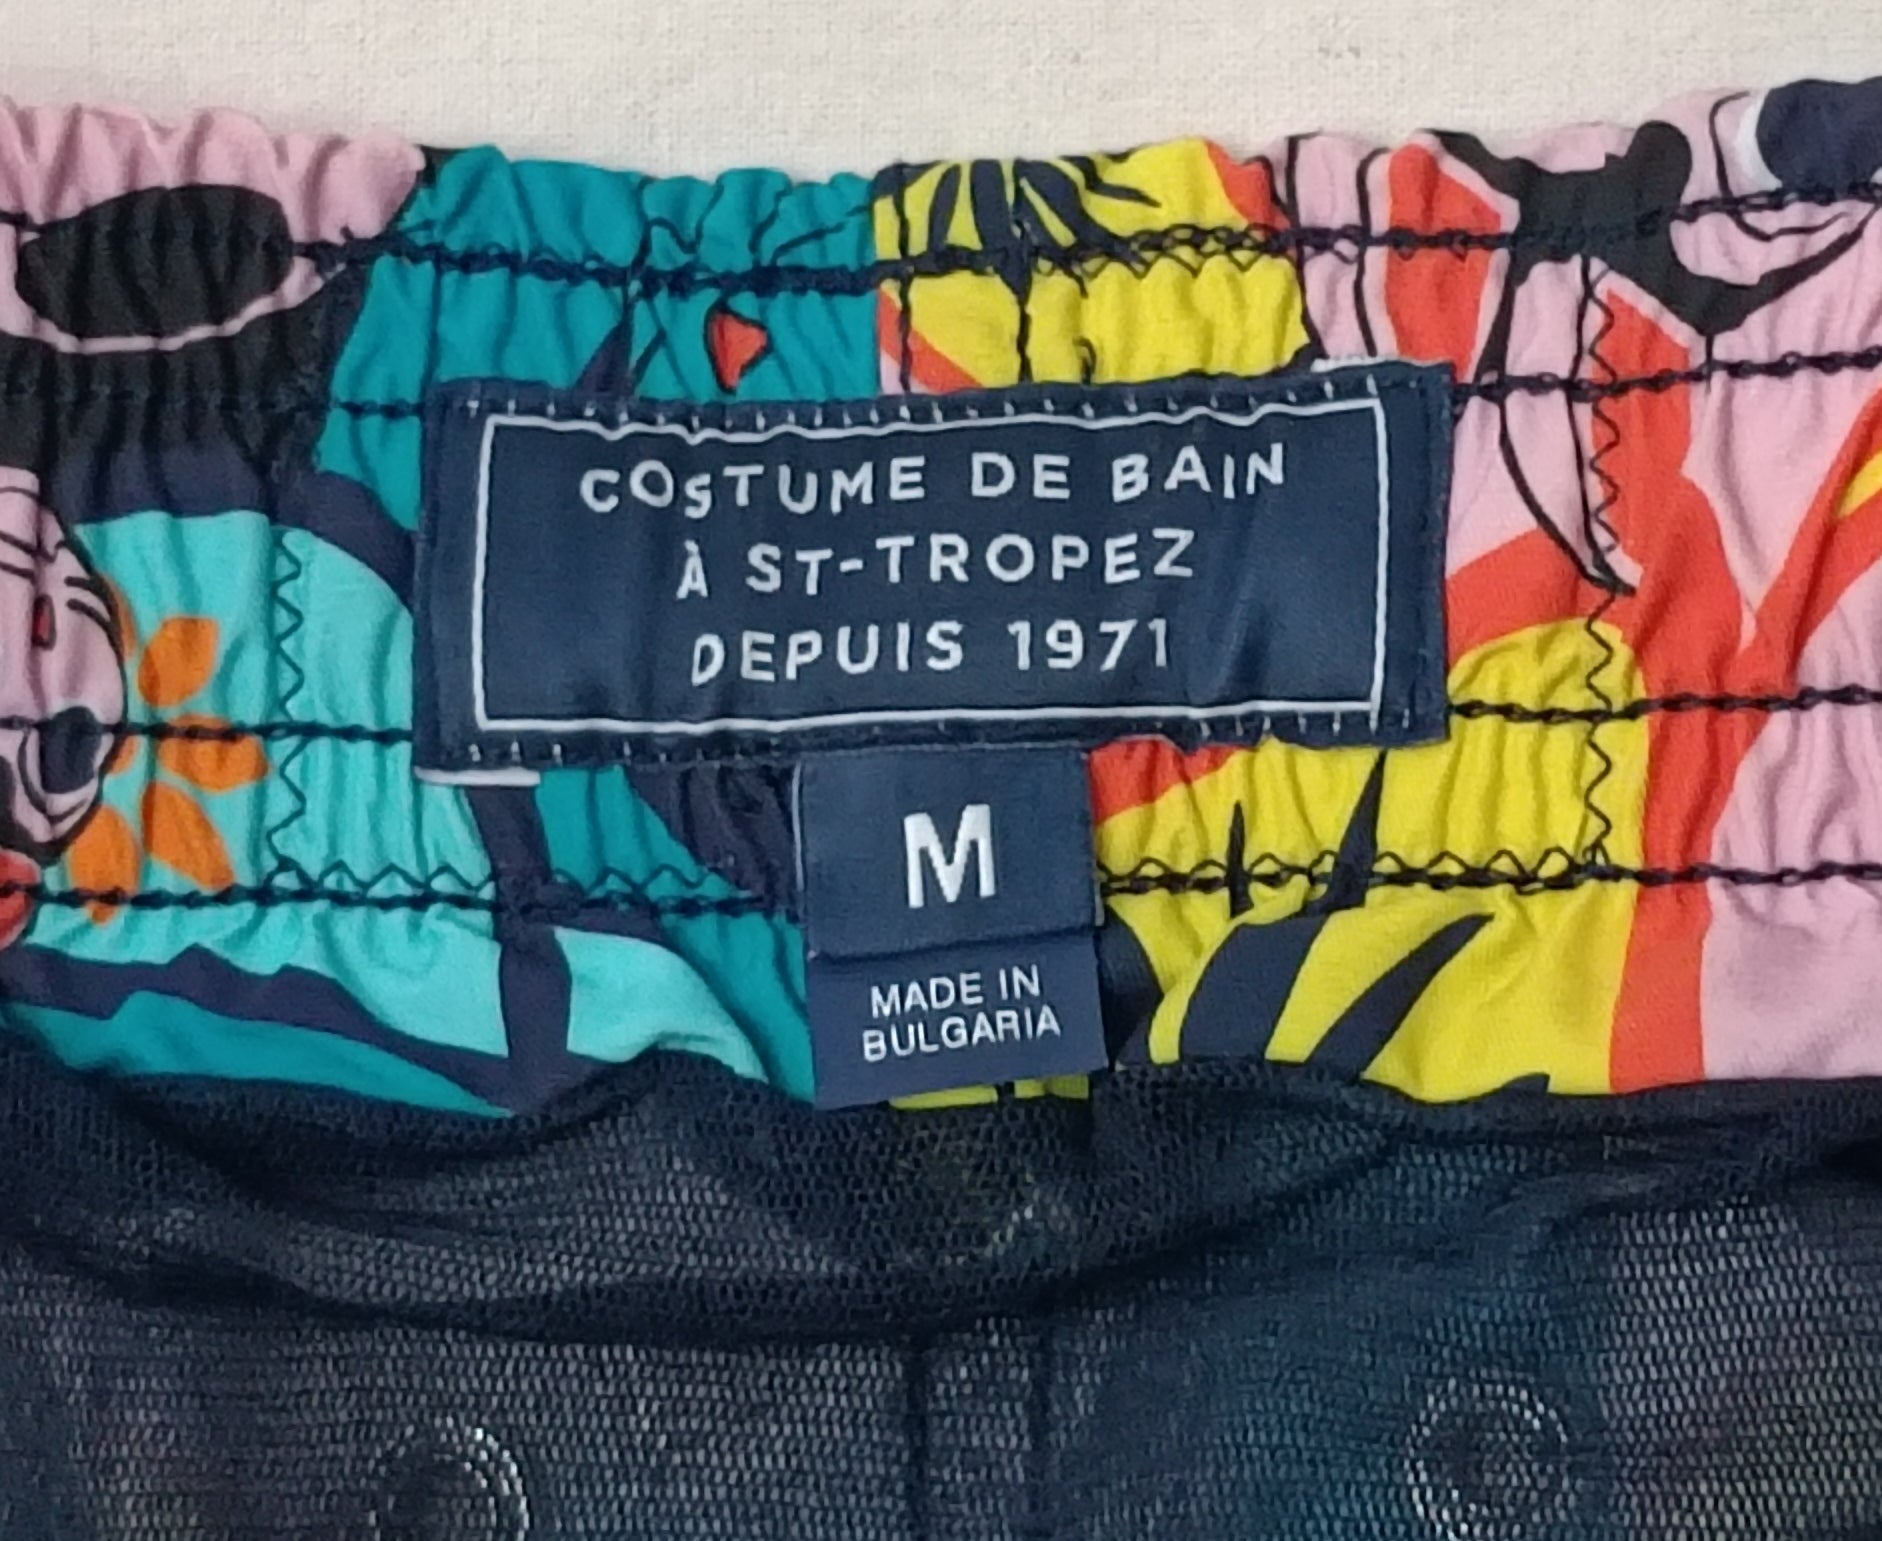 COSTUME DE BAIN
À ST-TROPEZ
DEPUIS 1971
M
MADE IN
BULGARIA